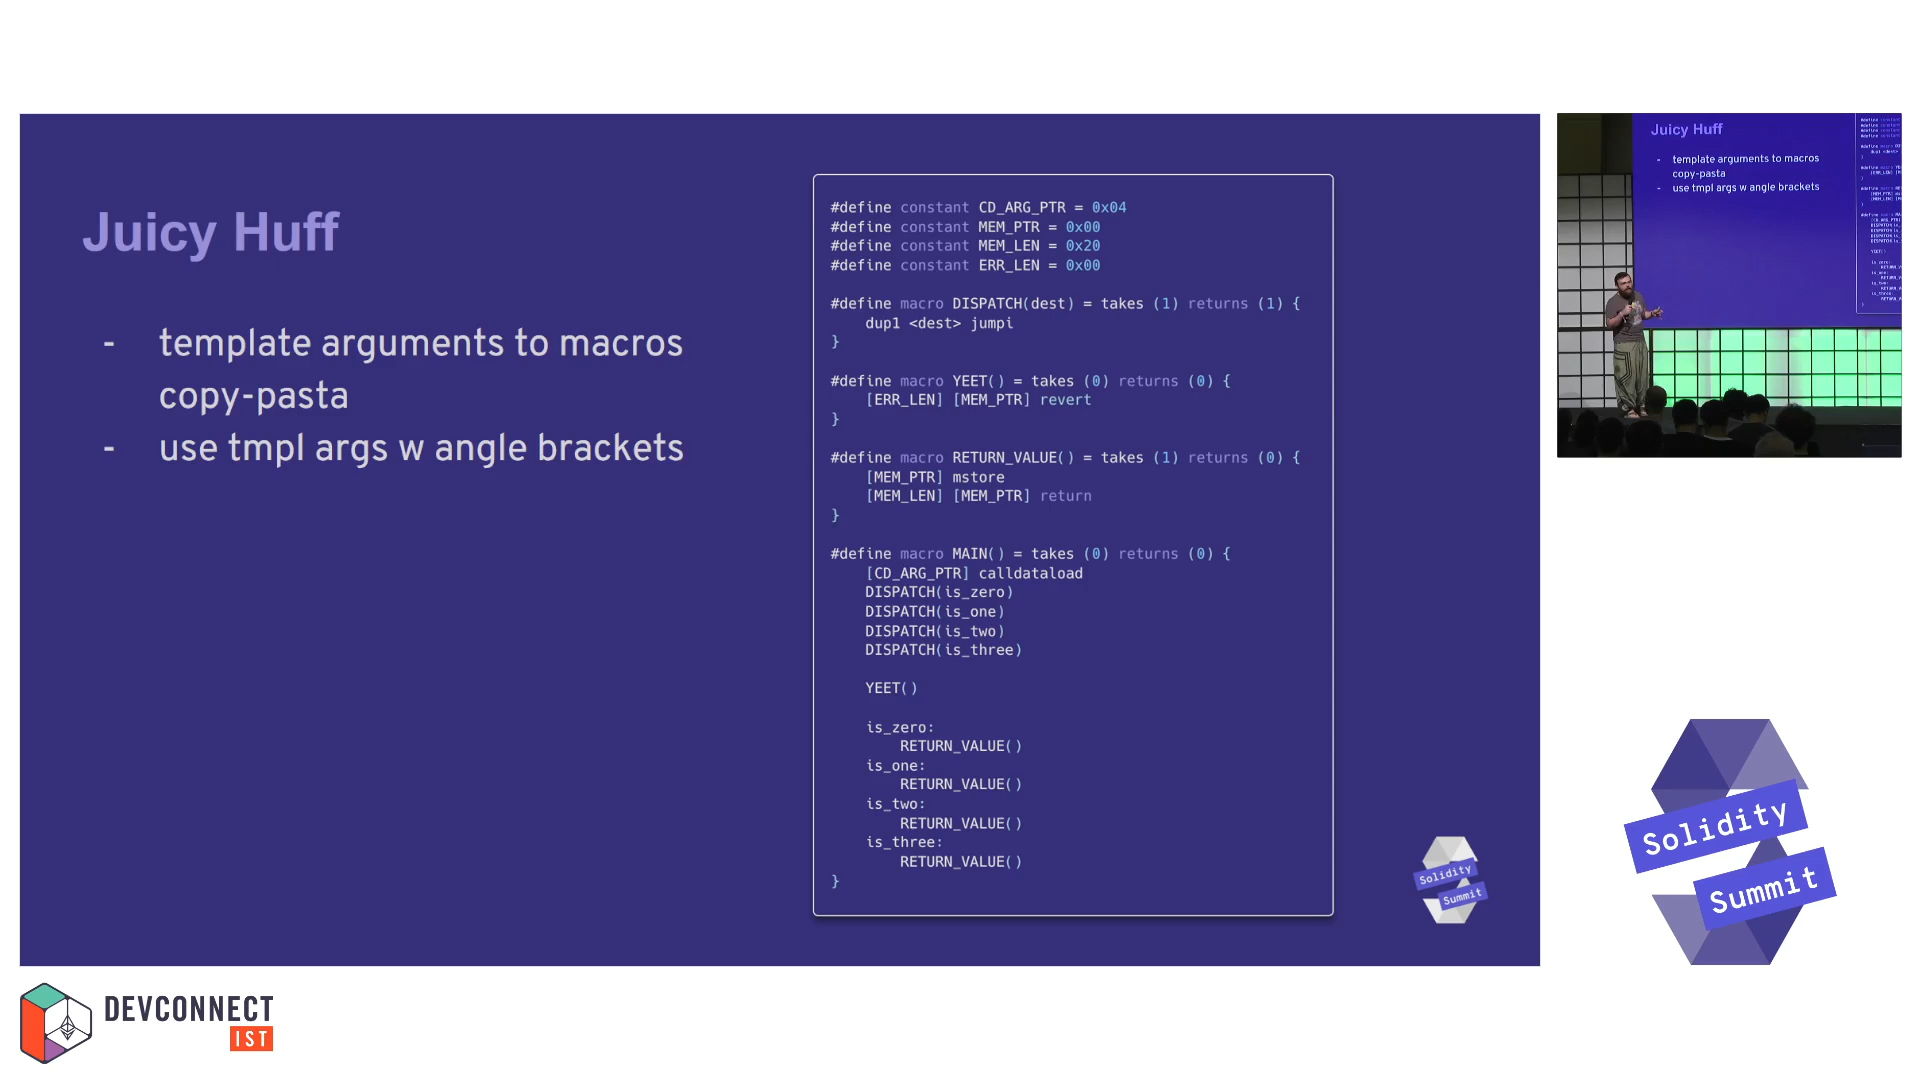 Juicy Huff
- template arguments to macros
copy-pasta
- use tmpl args w angle brackets
#define constant CD_ARG_PTR = 0x04
#define constant MEM_PTR = 0x00
#define constant MEM_LEN = 0x20
#define constant ERR_LEN = 0x00
#define macro DISPATCH(dest) = takes (1) returns (1) {
dup1 <dest> jumpi
}
#define macro YEET() = takes (0) returns (0) {
[ERR_LEN] [MEM_PTR] revert
}
#define macro RETURN_VALUE() = takes (1) returns (0) {
[MEM_PTR] mstore
[MEM_LEN] [MEM_PTR] return
}
#define macro MAIN() = takes (0) returns (0) {
[CD_ARG_PTR] calldataload
DISPATCH(is_zero)
DISPATCH(is_one)
DISPATCH(is_two)
DISPATCH(is_three)
YEET()
is_zero:
RETURN_VALUE()
is_one:
RETURN_VALUE()
is_two:
RETURN_VALUE()
is_three:
RETURN_VALUE()
}
Solidity
Summit
Juicy Huff
- template arguments to macros
copy-pasta
- use tmpl args w angle brackets
Solidity
Summit
DEVCONNECT
IST